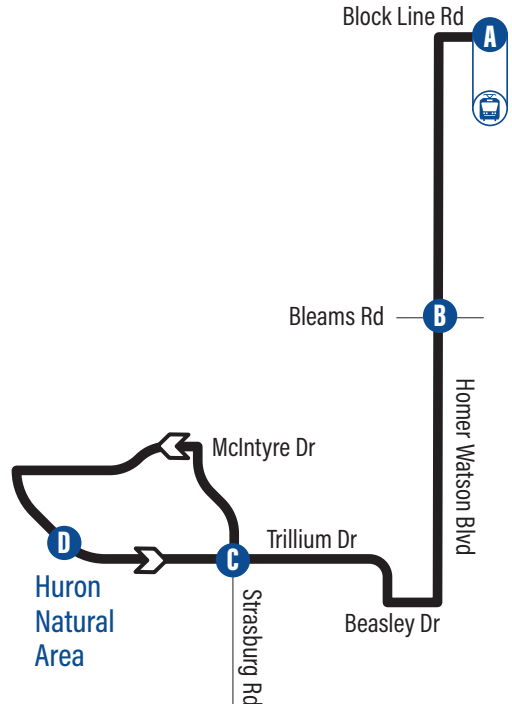 Block Line Rd
A
Bleams Rd
B
Homer Watson Blvd
McIntyre Dr
D
C
Trillium Dr
Huron
Natural
Area
Strasburg Rd
Beasley Dr